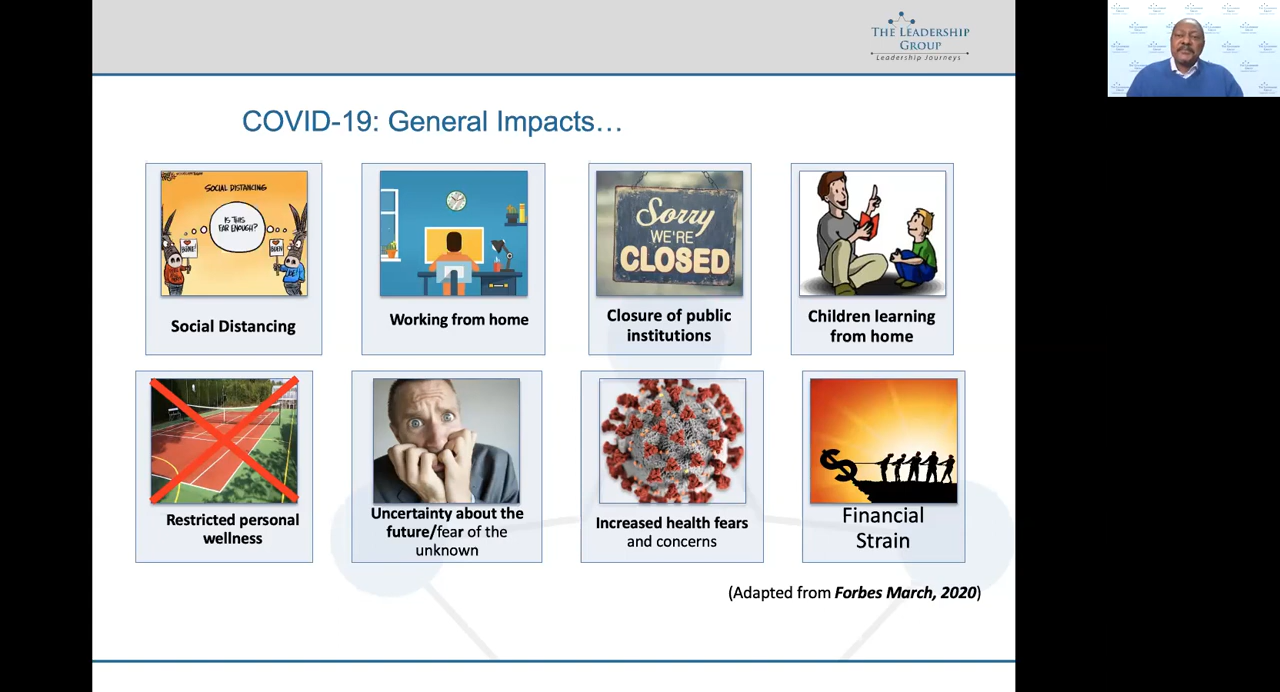 THE LEADERSHIP
GROUP
Leadership Journeys
COVID-19: General Impacts…
SOCIAL DISTANCING
IS THIS
FAR ENOUGH?
Social Distancing
Working from home
Sorry
WE'RE
CLOSED
Closure of public
institutions
Children learning
from home
Restricted personal
wellness
Uncertainty about the
future/fear of the
unknown
Increased health fears
and concerns
Financial
Strain
(Adapted from Forbes March, 2020)